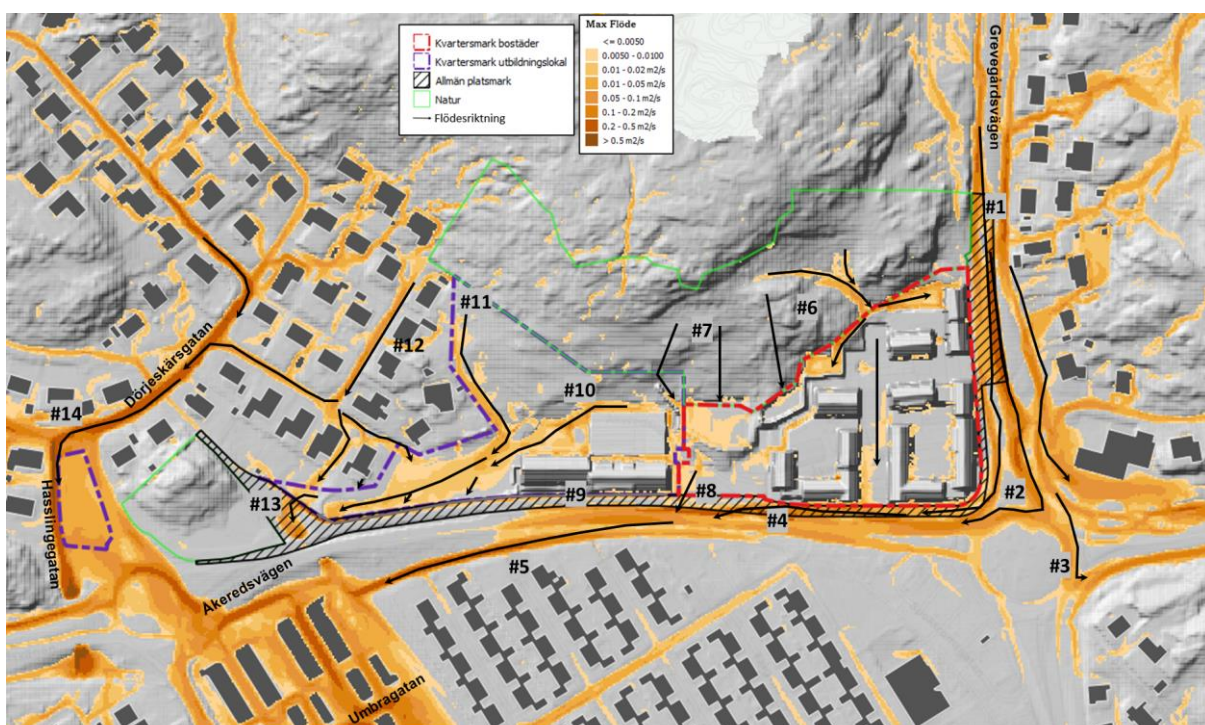 Kvartersmark bostäder
Kvartesmark utbildningslokal
Allmän platsmark
Natur
Flödesriktning
Max Flöde
<= 0.0050
0.0050 - 0.0100
0.01 - 0.02 m2/s
0.01 - 0.05 m2/s
0.05 - 0.1 m2/s
0.1 - 0.2 m2/s
0.2 - 0.5 m2/s
> 0.5 m2/s
Grevegårdsvägen
#1
#11
#6
#7
#12
Dörjeskärsgatan
#10
#14
#13
#9
#8
#4
#2
Hasslingegatan
Åkeredsvägen
#5
#3
Umbragatan